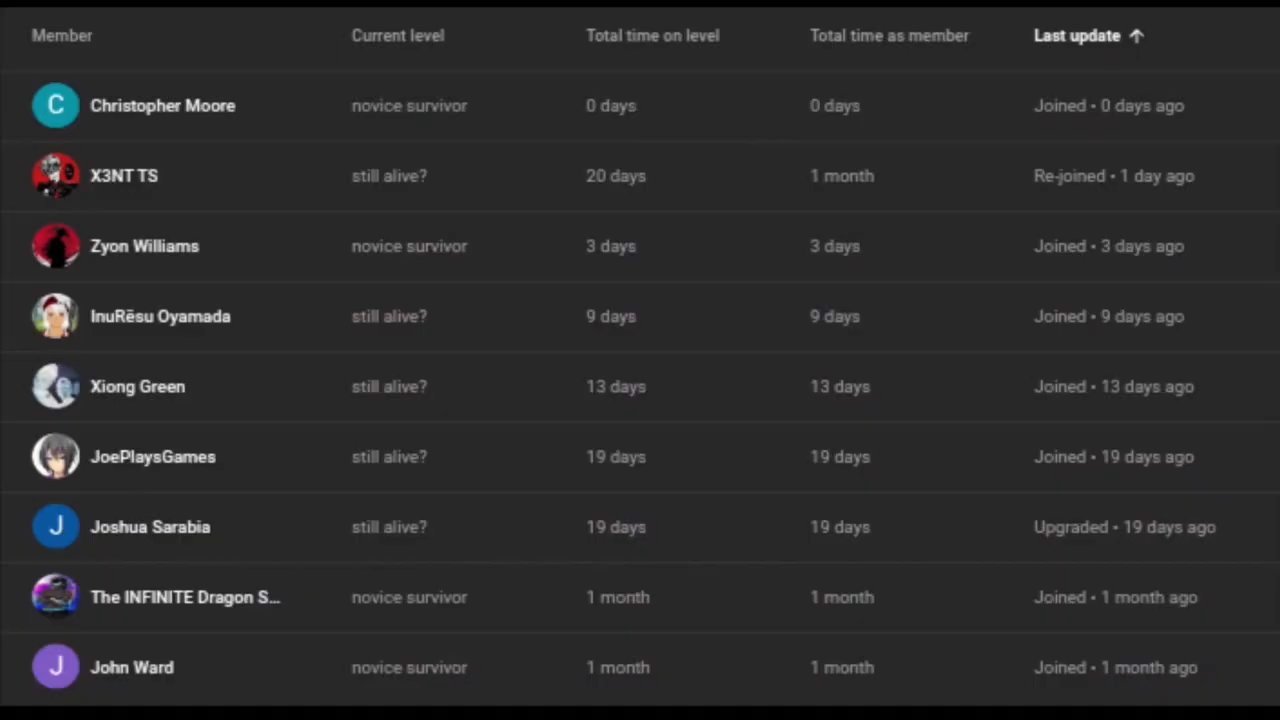 Member Current level Total time on level Total time as member Last update ↑
C Christopher Moore novice survivor 0 days 0 days Joined • 0 days ago
X3NT TS still alive? 20 days 1 month Re-joined • 1 day ago
Zyon Williams novice survivor 3 days 3 days Joined • 3 days ago
InuRēsu Oyamada still alive? 9 days 9 days Joined • 9 days ago
Xiong Green still alive? 13 days 13 days Joined • 13 days ago
JoePlaysGames still alive? 19 days 19 days Joined • 19 days ago
J Joshua Sarabia still alive? 19 days 19 days Upgraded • 19 days ago
The INFINITE Dragon S... novice survivor 1 month 1 month Joined • 1 month ago
J John Ward novice survivor 1 month 1 month Joined • 1 month ago